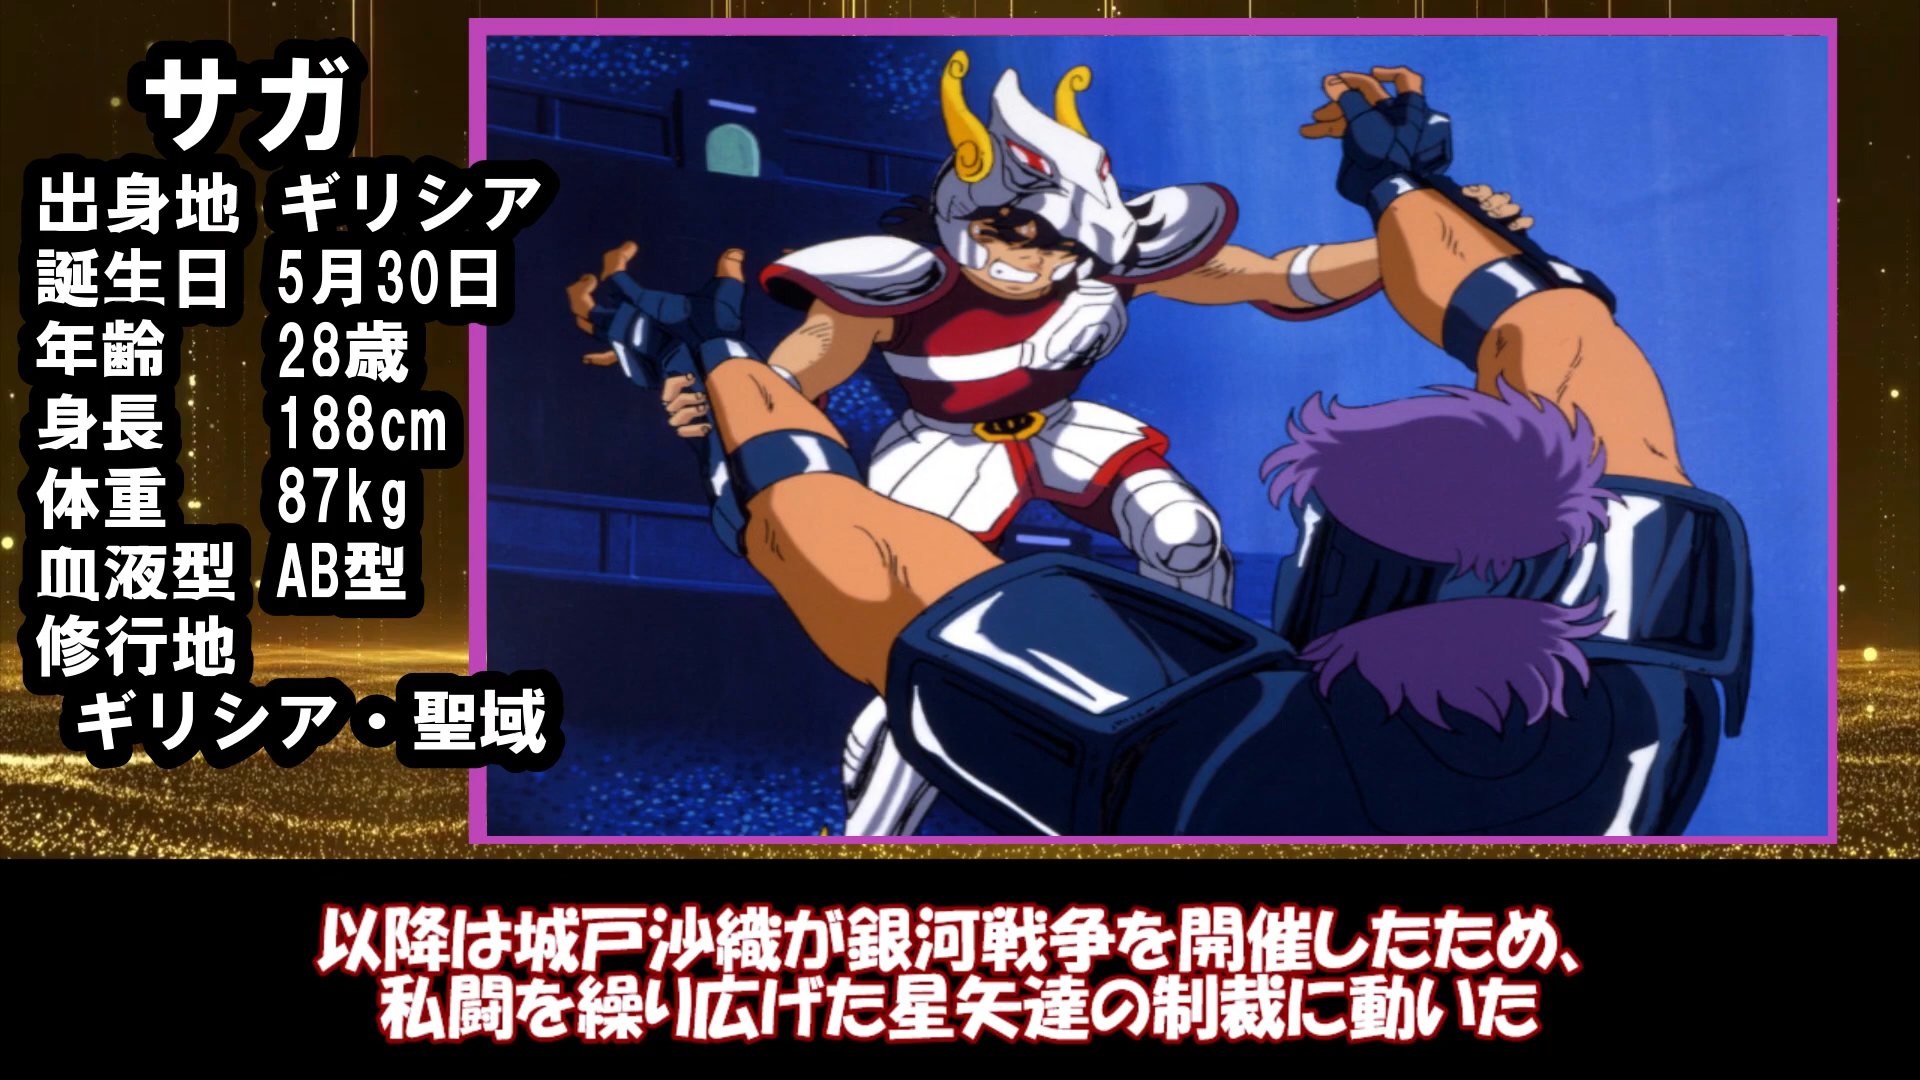 サガ
出身地 ギリシア
誕生日 5月30日
年齢 28歳
身長 188cm
体重 87kg
血液型 AB型
修行地
ギリシア・聖域
以降は城戸沙織が銀河戦争を開催したため、
私闘を繰り広げた星矢達の制裁に動いた